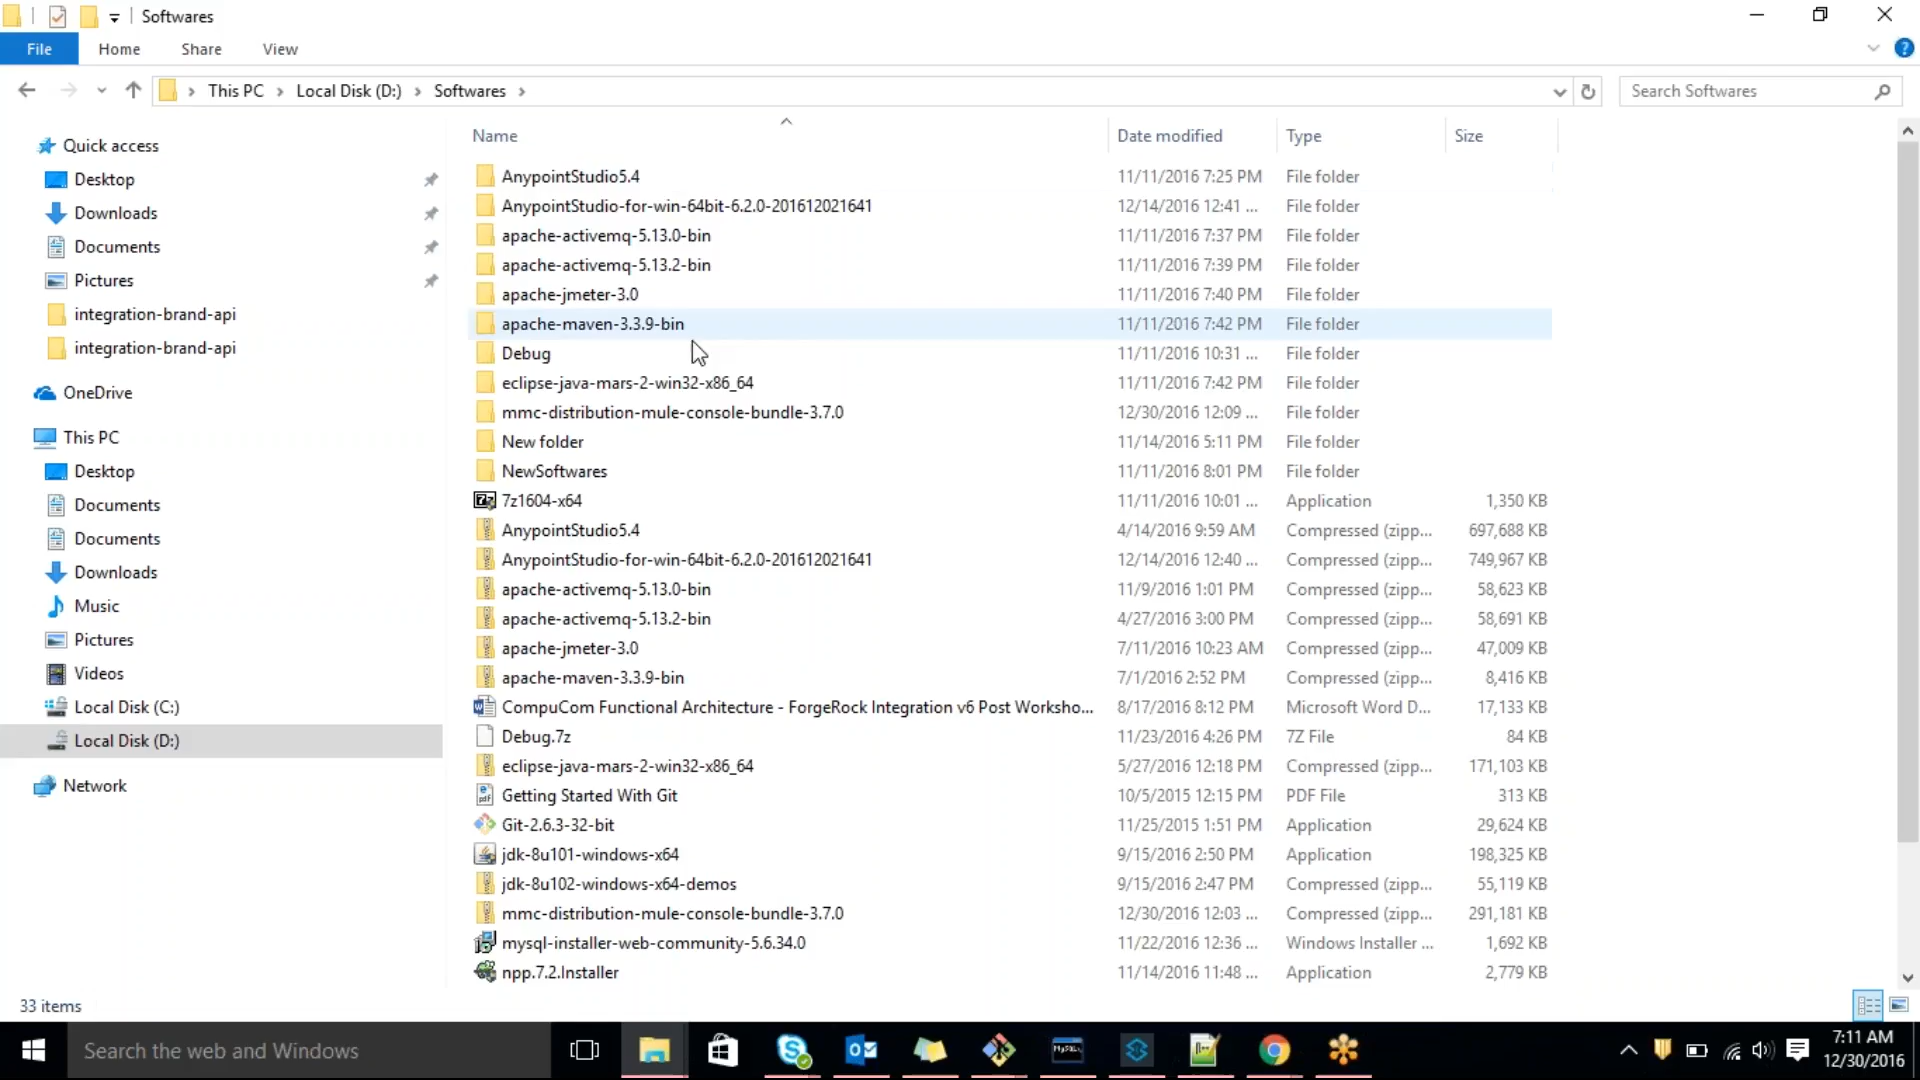 Softwares
File Home Share View
This PC Local Disk (D:) Softwares
Search Softwares
Quick access
Desktop
Downloads
Documents
Pictures
integration-brand-api
integration-brand-api
OneDrive
This PC
Desktop
Documents
Documents
Downloads
Music
Pictures
Videos
Local Disk (C:)
Local Disk (D:)
Network
Name Date modified Type Size
AnypointStudio5.4 11/11/2016 7:25 PM File folder
AnypointStudio-for-win-64bit-6.2.0-201612021641 12/14/2016 12:41 ... File folder
apache-activemq-5.13.0-bin 11/11/2016 7:37 PM File folder
apache-activemq-5.13.2-bin 11/11/2016 7:39 PM File folder
apache-jmeter-3.0 11/11/2016 7:40 PM File folder
apache-maven-3.3.9-bin 11/11/2016 7:42 PM File folder
Debug 11/11/2016 10:31 ... File folder
eclipse-java-mars-2-win32-x86_64 11/11/2016 7:42 PM File folder
mmc-distribution-mule-console-bundle-3.7.0 12/30/2016 12:09 ... File folder
New folder 11/14/2016 5:11 PM File folder
NewSoftwares 11/11/2016 8:01 PM File folder
7z1604-x64 11/11/2016 10:01 ... Application 1,350 KB
AnypointStudio5.4 4/14/2016 9:59 AM Compressed (zipp... 697,688 KB
AnypointStudio-for-win-64bit-6.2.0-201612021641 12/14/2016 12:40 ... Compressed (zipp... 749,967 KB
apache-activemq-5.13.0-bin 11/9/2016 1:01 PM Compressed (zipp... 58,623 KB
apache-activemq-5.13.2-bin 4/27/2016 3:00 PM Compressed (zipp... 58,691 KB
apache-jmeter-3.0 7/11/2016 10:23 AM Compressed (zipp... 47,009 KB
apache-maven-3.3.9-bin 7/1/2016 2:52 PM Compressed (zipp... 8,416 KB
CompuCom Functional Architecture - ForgeRock Integration v6 Post Worksho... 8/17/2016 8:12 PM Microsoft Word D... 17,133 KB
Debug.7z 11/23/2016 4:26 PM 7Z File 84 KB
eclipse-java-mars-2-win32-x86_64 5/27/2016 12:18 PM Compressed (zipp... 171,103 KB
Getting Started With Git 10/5/2015 12:15 PM PDF File 313 KB
Git-2.6.3-32-bit 11/25/2015 1:51 PM Application 29,624 KB
jdk-8u101-windows-x64 9/15/2016 2:50 PM Application 198,325 KB
jdk-8u102-windows-x64-demos 9/15/2016 2:47 PM Compressed (zipp... 55,119 KB
mmc-distribution-mule-console-bundle-3.7.0 12/30/2016 12:03 ... Compressed (zipp... 291,181 KB
mysql-installer-web-community-5.6.34.0 11/22/2016 12:36 ... Windows Installer ... 1,692 KB
npp.7.2.Installer 11/14/2016 11:48 ... Application 2,779 KB
33 items
Search the web and Windows
7:11 AM
12/30/2016